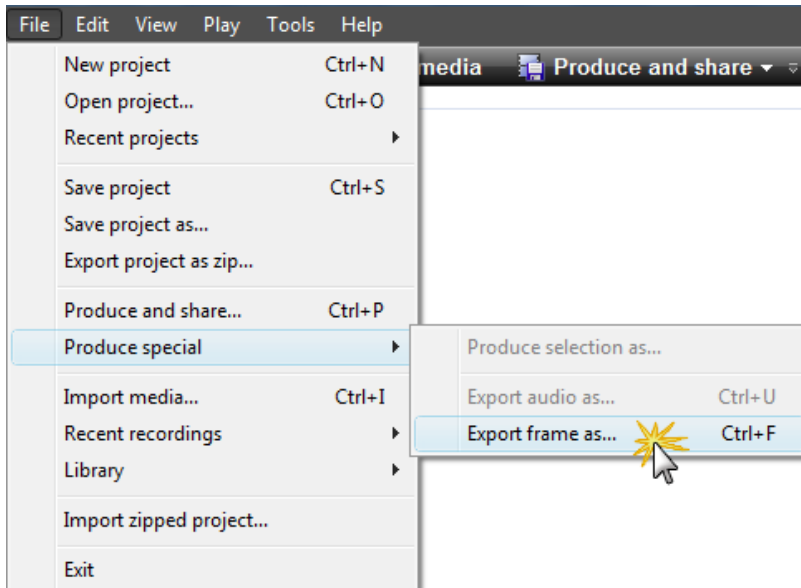 File Edit View Play Tools Help
media Produce and share
New project Ctrl+N
Open project... Ctrl+O
Recent projects
Save project Ctrl+S
Save project as...
Export project as zip...
Produce and share... Ctrl+P
Produce special
Produce selection as...
Import media... Ctrl+I
Export audio as... Ctrl+U
Recent recordings
Export frame as... Ctrl+F
Library
Import zipped project...
Exit